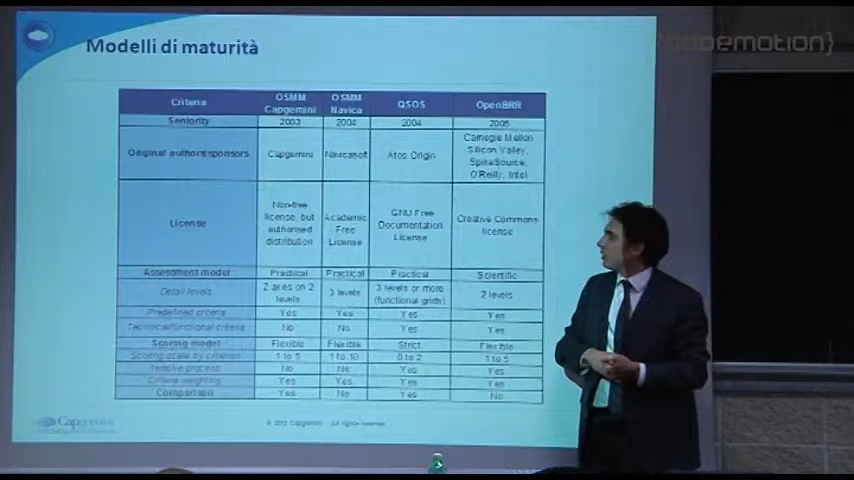 {codemotion}
Modelli di maturità
Criteria OSMM Capgemini OSMM Navica QSOS OpenBRR
Seniority 2003 2004 2004 2005
Original authors/sponsors Capgemini Navicasoft Atos Origin Carnegie Mellon Silicon Valley, SpikeSource, O'Reilly, Intel
License Non-free license, but authorised distribution Academic Free License GNU Free Documentation License Creative Commons license
Assessment model Practical Practical Practical Scientific
Detail levels 2 axes on 2 levels 3 levels 3 levels or more (functional grids) 2 levels
Predefined criteria Yes Yes Yes Yes
Technical/functional criteria No No Yes Yes
Scoring model Flexible Flexible Strict Flexible
Scoring scale by criterion 1 to 5 1 to 10 0 to 2 1 to 5
Iterative process No No Yes Yes
Criteria weighting Yes Yes Yes Yes
Comparison Yes No Yes No
Capgemini
Capgemini - All rights reserved